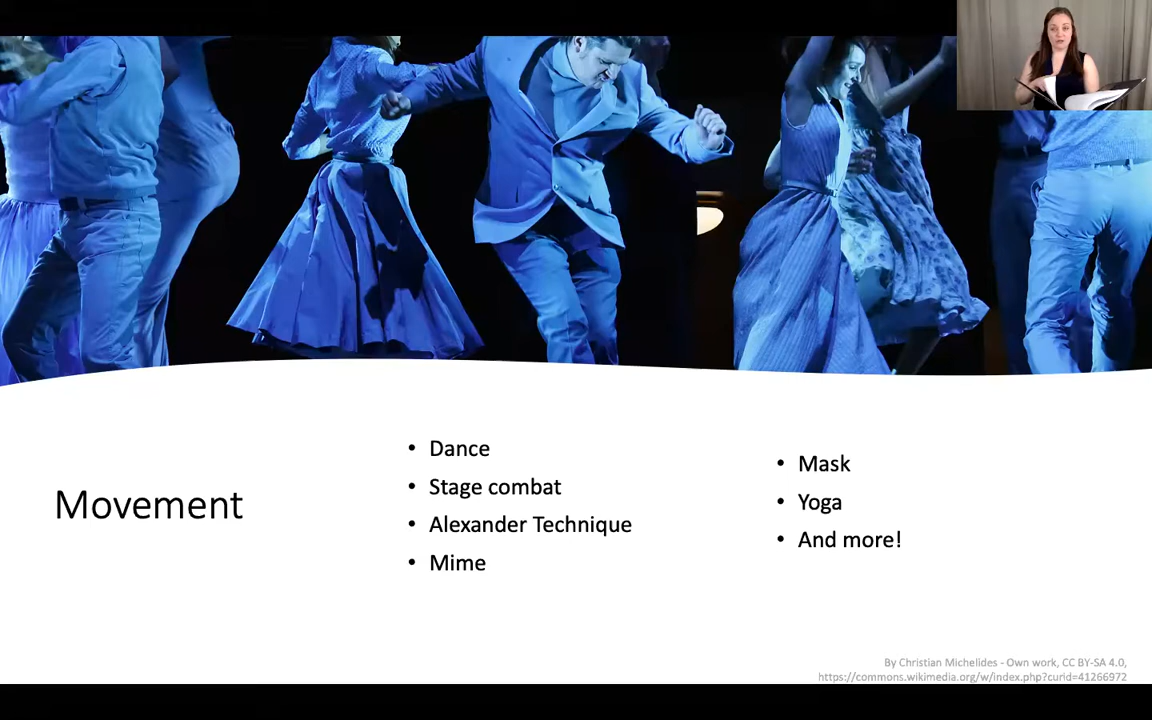 Movement
• Dance
• Stage combat
• Alexander Technique
• Mime
• Mask
• Yoga
• And more!
By Christian Michelides - Own work, CC BY-SA 4.0,
https://commons.wikimedia.org/w/index.php?curid=41266972